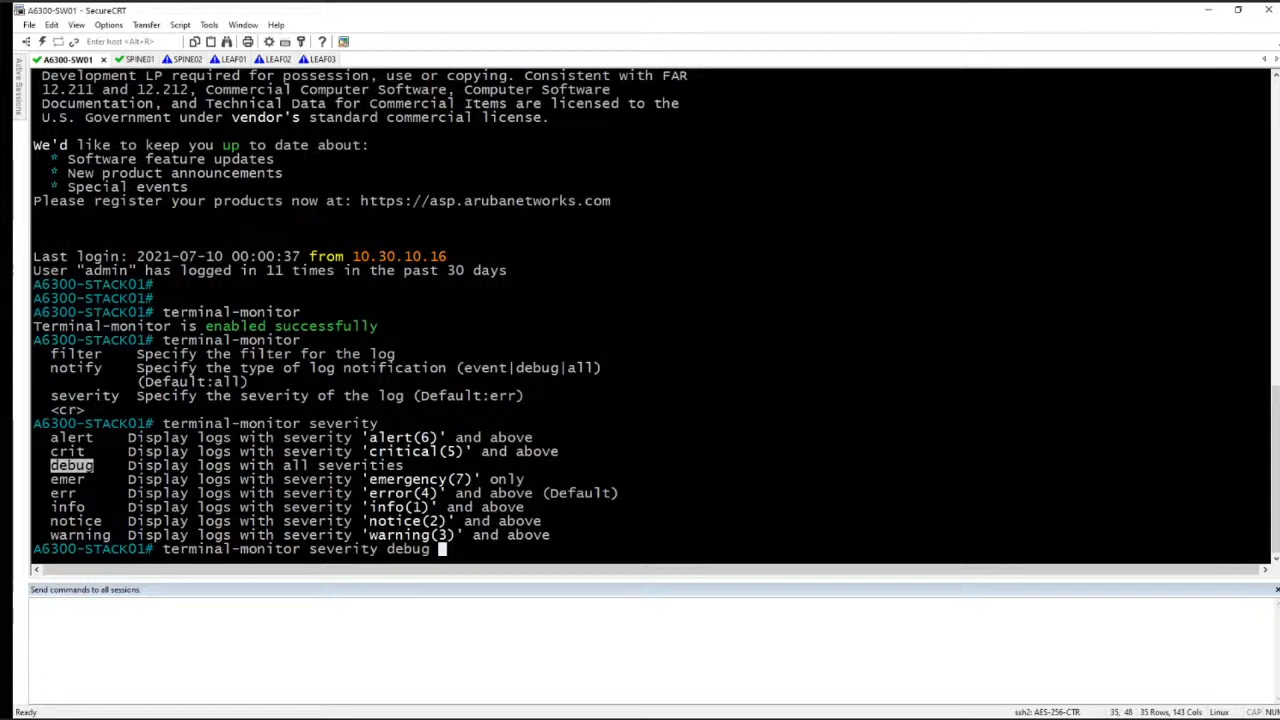 A6300-SW01 - SecureCRT
File Edit View Options Transfer Script Tools Window Help
Enter host <Alt+R>
A6300-SW01 SPINE01 SPINE02 LEAF01 LEAF02 LEAF03
Active Sessions
Development LP required for possession, use or copying. Consistent with FAR
12.211 and 12.212, Commercial Computer Software, Computer Software
Documentation, and Technical Data for Commercial Items are licensed to the
U.S. Government under vendor's standard commercial license.
We'd like to keep you up to date about:
* Software feature updates
* New product announcements
* Special events
Please register your products now at: https://asp.arubanetworks.com
Last login: 2021-07-10 00:00:37 from 10.30.10.16
User "admin" has logged in 11 times in the past 30 days
A6300-STACK01#
A6300-STACK01#
A6300-STACK01# terminal-monitor
Terminal-monitor is enabled successfully
A6300-STACK01# terminal-monitor
filter Specify the filter for the log
notify Specify the type of log notification (event|debug|all)
(Default:all)
severity Specify the severity of the log (Default:err)
<cr>
A6300-STACK01# terminal-monitor severity
alert Display logs with severity 'alert(6)' and above
crit Display logs with severity 'critical(5)' and above
debug Display logs with all severities
emer Display logs with severity 'emergency(7)' only
err Display logs with severity 'error(4)' and above (Default)
info Display logs with severity 'info(1)' and above
notice Display logs with severity 'notice(2)' and above
warning Display logs with severity 'warning(3)' and above
A6300-STACK01# terminal-monitor severity debug
Send commands to all sessions
Ready ssh2: AES-256-CTR 35, 48 35 Rows, 143 Cols Linux CAP NUM